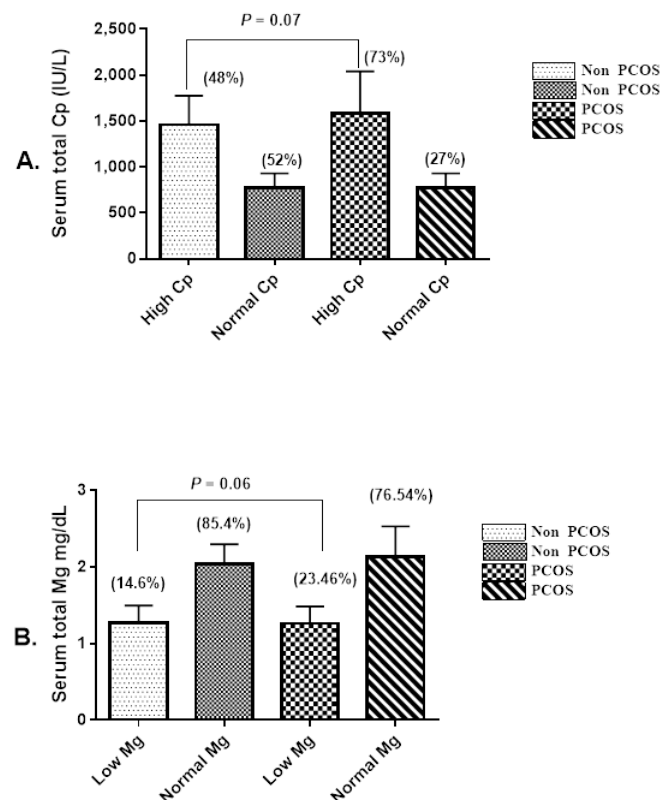 P = 0.07
2,500
2,000
1,500
1,000
500
0
Serum total Cp (IU/L)
(48%)
(52%)
(73%)
(27%)
High Cp
Normal Cp
High Cp
Normal Cp
Non PCOS
Non PCOS
PCOS
PCOS
A.
P = 0.06
3
2
1
0
Serum total Mg mg/dL
(14.6%)
(85.4%)
(23.46%)
(76.54%)
Low Mg
Normal Mg
Low Mg
Normal Mg
Non PCOS
Non PCOS
PCOS
PCOS
B.